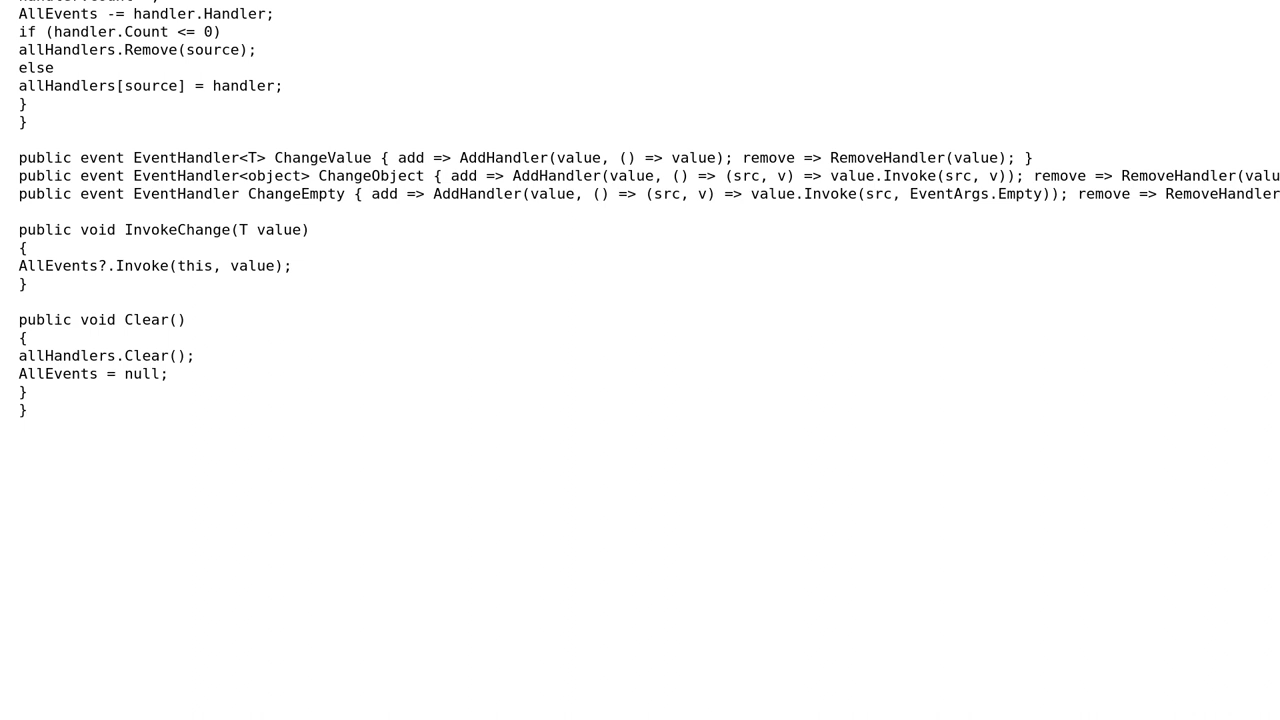 AllEvents -= handler.Handler;
if (handler.Count <= 0)
allHandlers.Remove(source);
else
allHandlers[source] = handler;
}
}
public event EventHandler<T> ChangeValue { add => AddHandler(value, () => value); remove => RemoveHandler(value); }
public event EventHandler<object> ChangeObject { add => AddHandler(value, () => (src, v) => value.Invoke(src, v)); remove => RemoveHandler(valu
public event EventHandler ChangeEmpty { add => AddHandler(value, () => (src, v) => value.Invoke(src, EventArgs.Empty)); remove => RemoveHandler
public void InvokeChange(T value)
{
AllEvents?.Invoke(this, value);
}
public void Clear()
{
allHandlers.Clear();
AllEvents = null;
}
}